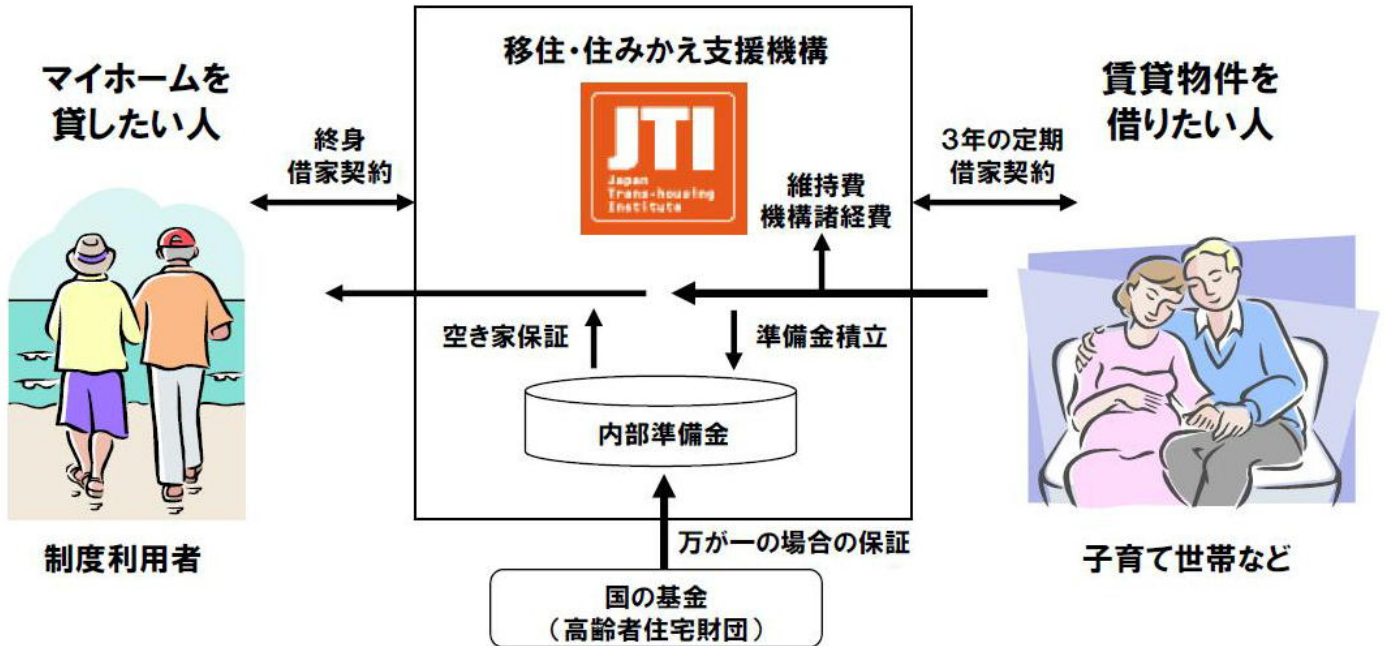 移住・住みかえ支援機構
マイホームを
貸したい人
賃貸物件を
借りたい人
終身
借家契約
JTI
Japan
Trans-housing
Institute
3年の定期
借家契約
維持費
機構諸経費
空き家保証
準備金積立
内部準備金
制度利用者
万が一の場合の保証
子育て世帯など
国の基金
(高齢者住宅財団)